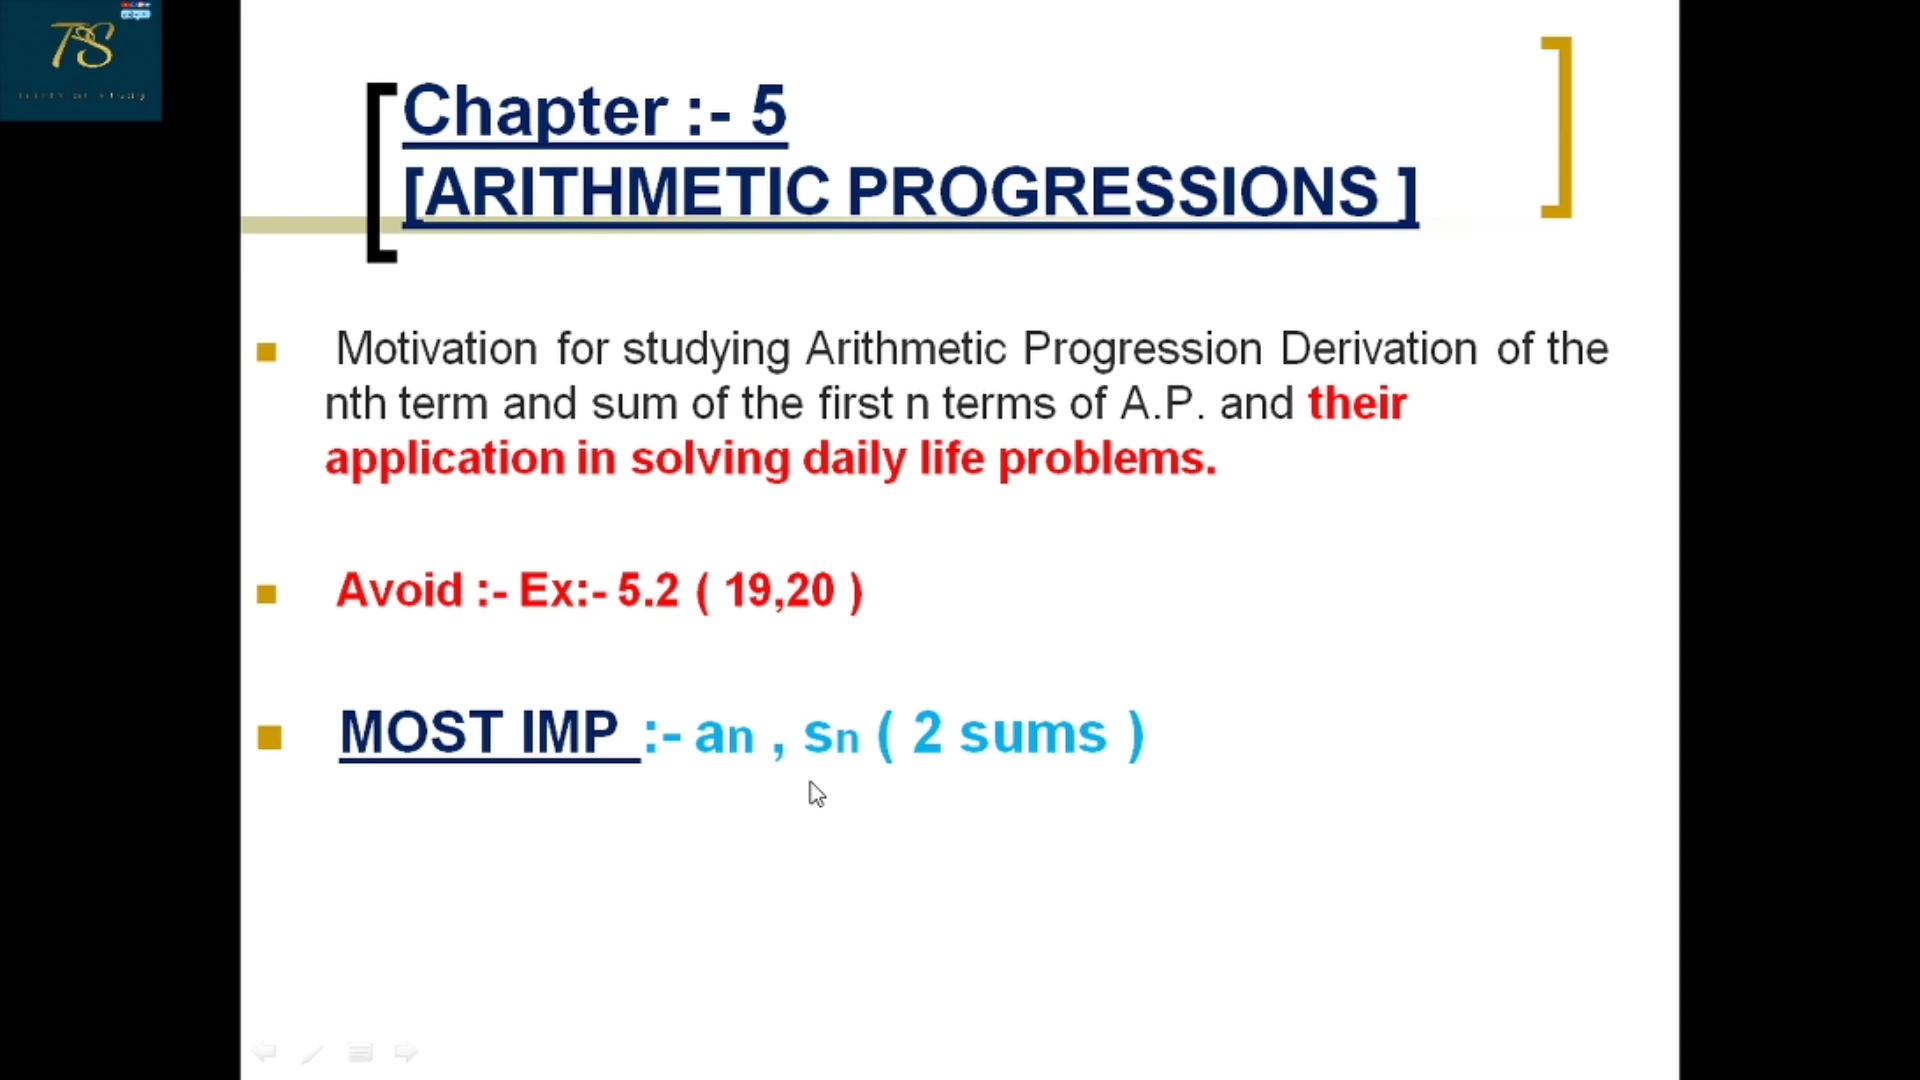 TS
Chapter :- 5
[ARITHMETIC PROGRESSIONS ]
Motivation for studying Arithmetic Progression Derivation of the
nth term and sum of the first n terms of A.P. and their
application in solving daily life problems.
Avoid :- Ex:- 5.2 ( 19,20 )
MOST IMP :- an , sn ( 2 sums )